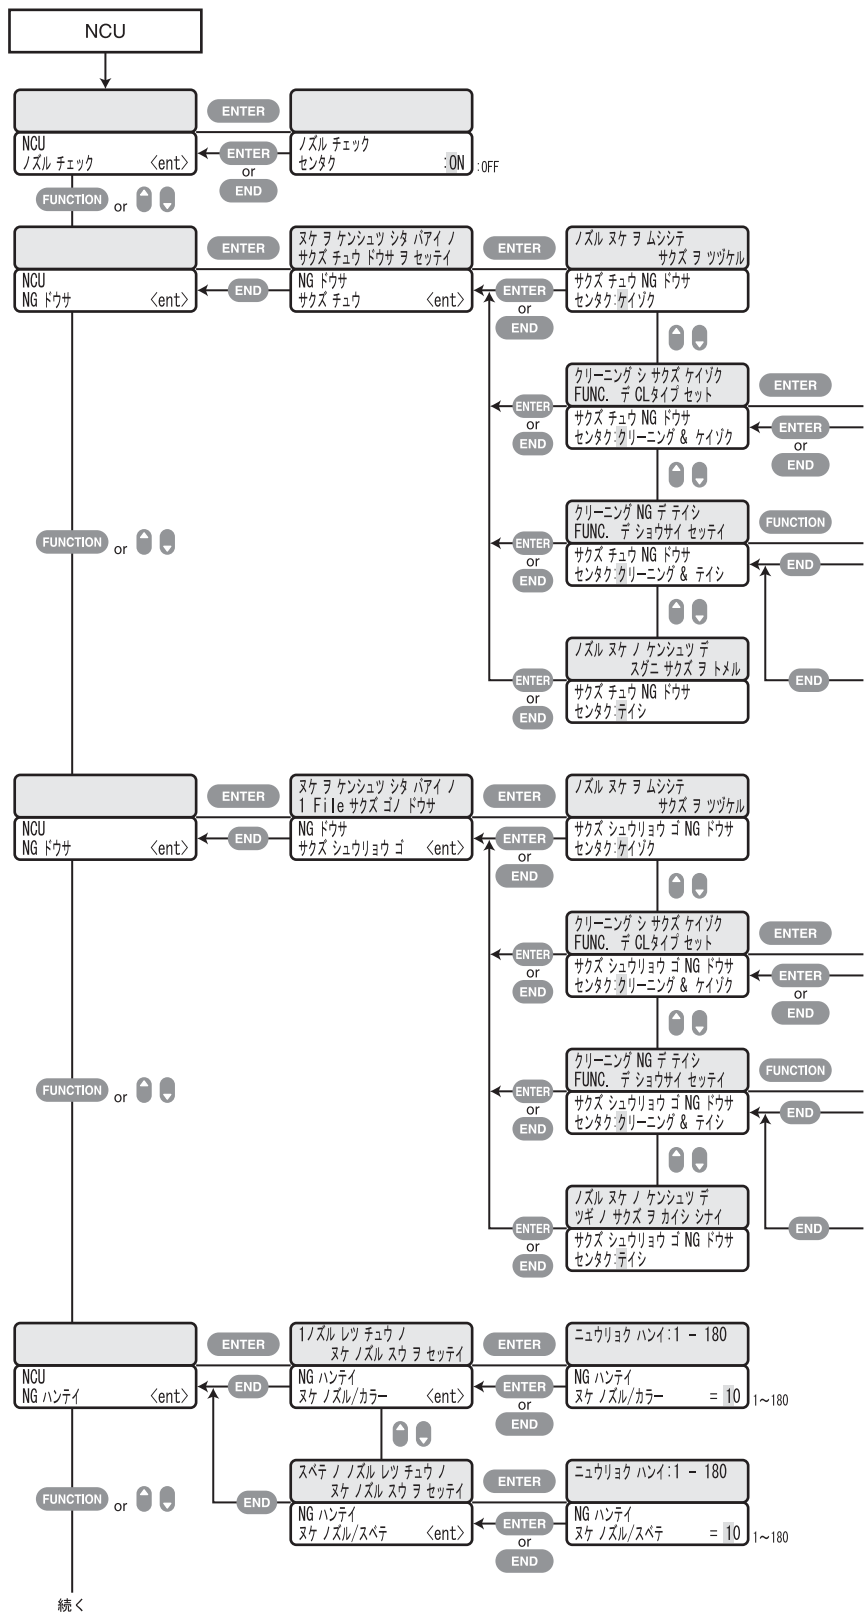 NCU
ENTER
NCU
ノズル チェック <ent>
ENTER
or
END
ノズル チェック
センタク :ON :OFF
FUNCTION or
ENTER
ヌケ ヲ ケンシュツ シタ バアイ ノ
サクズ チュウ ドウサ ヲ セッテイ
ENTER
ノズル ヌケ ヲ ムシシテ
サクズ ヲ ツヅケル
NCU
NG ドウサ <ent>
END
NG ドウサ
サクズ チュウ <ent>
ENTER
or
END
サクズ チュウ NG ドウサ
センタク:ケイゾク
クリーニング シ サクズ ケイゾク
FUNC. デ CLタイプ セット
ENTER
ENTER
or
END
サクズ チュウ NG ドウサ
センタク:クリーニング & ケイゾク
ENTER
or
END
FUNCTION or
クリーニング NG デ テイシ
FUNC. デ ショウサイ セッテイ
FUNCTION
ENTER
or
END
サクズ チュウ NG ドウサ
センタク:クリーニング & テイシ
END
ノズル ヌケ ノ ケンシュツ デ
スグニ サクズ ヲ トメル
ENTER
or
END
サクズ チュウ NG ドウサ
センタク:テイシ
END
ENTER
ヌケ ヲ ケンシュツ シタ バアイ ノ
1 File サクズ ゴノ ドウサ
ENTER
ノズル ヌケ ヲ ムシシテ
サクズ ヲ ツヅケル
NCU
NG ドウサ <ent>
END
NG ドウサ
サクズ シュウリョウ ゴ <ent>
ENTER
or
END
サクズ シュウリョウ ゴ NG ドウサ
センタク:ケイゾク
クリーニング シ サクズ ケイゾク
FUNC. デ CLタイプ セット
ENTER
ENTER
or
END
サクズ シュウリョウ ゴ NG ドウサ
センタク:クリーニング & ケイゾク
ENTER
or
END
FUNCTION or
クリーニング NG デ テイシ
FUNC. デ ショウサイ セッテイ
FUNCTION
ENTER
or
END
サクズ シュウリョウ ゴ NG ドウサ
センタク:クリーニング & テイシ
END
ノズル ヌケ ノ ケンシュツ デ
ツギ ノ サクズ ヲ カイシ シナイ
ENTER
or
END
サクズ シュウリョウ ゴ NG ドウサ
センタク:テイシ
END
ENTER
1ノズル レツ チュウ ノ
ヌケ ノズル スウ ヲ セッテイ
ENTER
ニュウリョク ハンイ:1 - 180
NCU
NG ハンテイ <ent>
END
NG ハンテイ
ヌケ ノズル/カラー <ent>
ENTER
or
END
NG ハンテイ
ヌケ ノズル/カラー = 10 1~180
FUNCTION or
END
スベテ ノ ノズル レツ チュウ ノ
ヌケ ノズル スウ ヲ セッテイ
ENTER
ニュウリョク ハンイ:1 - 180
NG ハンテイ
ヌケ ノズル/スベテ <ent>
ENTER
or
END
NG ハンテイ
ヌケ ノズル/スベテ = 10 1~180
続く